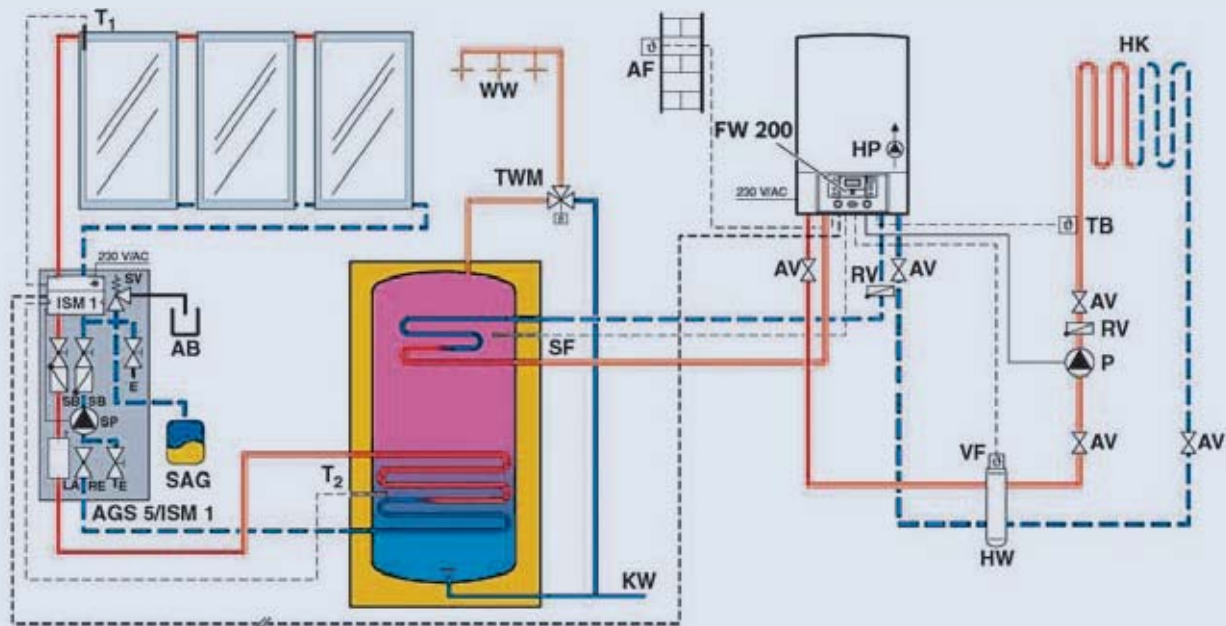 T1
HK
AF
WW
FW 200
HP
TWM
230 V/AC
TB
230 V/AC
SV
AV
RV
AV
ISM 1
AV
AB
SF
RV
E
P
SB
SB
SP
AV
AV
VF
SAG
T2
LA
RE
E
AGS 5/ISM 1
HW
KW